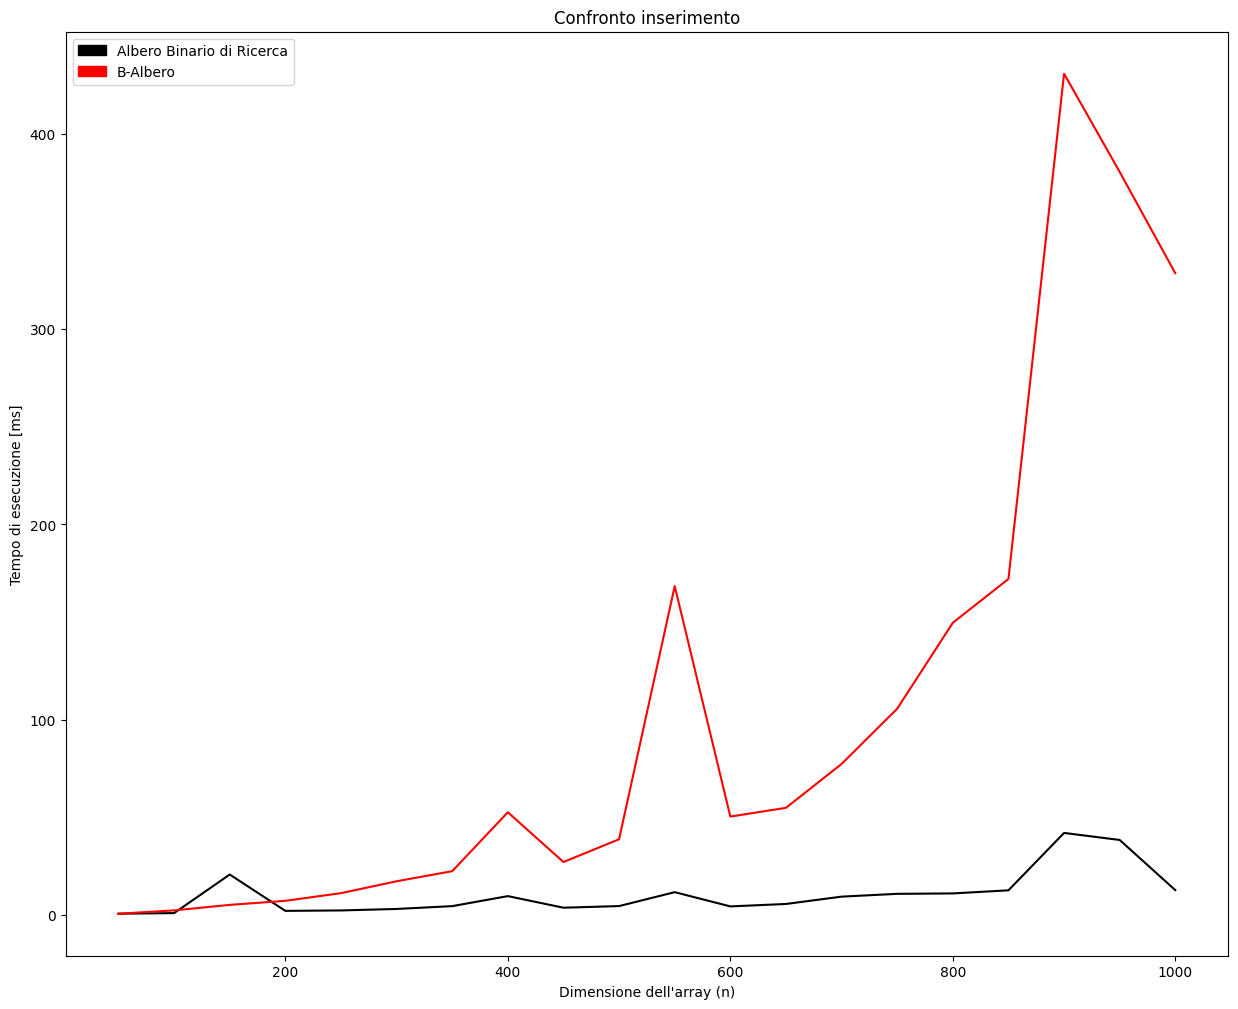 Confronto inserimento
Albero Binario di Ricerca
B-Albero
Tempo di esecuzione [ms]
400
300
200
100
0
200
400
600
800
1000
Dimensione dell'array (n)